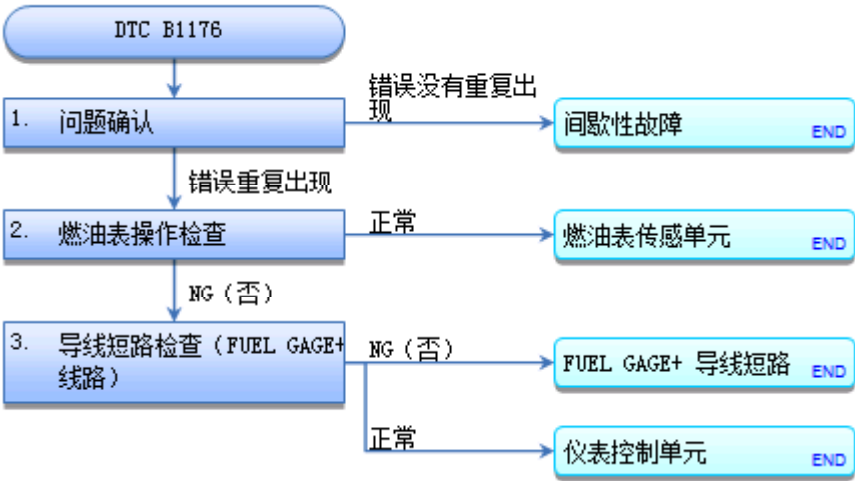 DTC B1176
错误没有重复出
现
1. 问题确认
间歇性故障 END
错误重复出现
2. 燃油表操作检查
正常
燃油表传感单元 END
NG（否）
3. 导线短路检查（FUEL GAGE+
线路）
NG（否）
FUEL GAGE+ 导线短路 END
正常
仪表控制单元 END